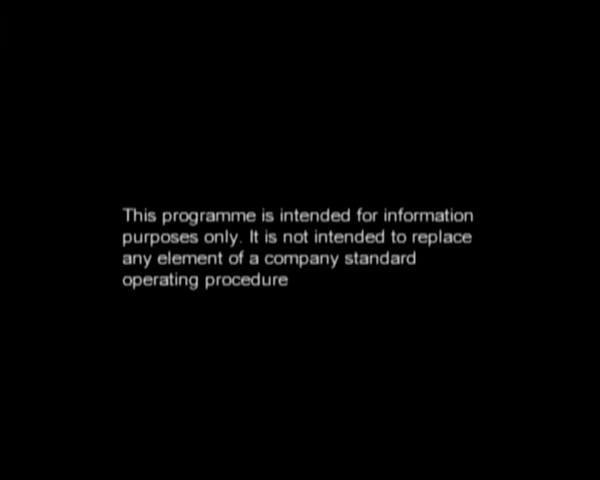 This programme is intended for information
purposes only. It is not intended to replace
any element of a company standard
operating procedure